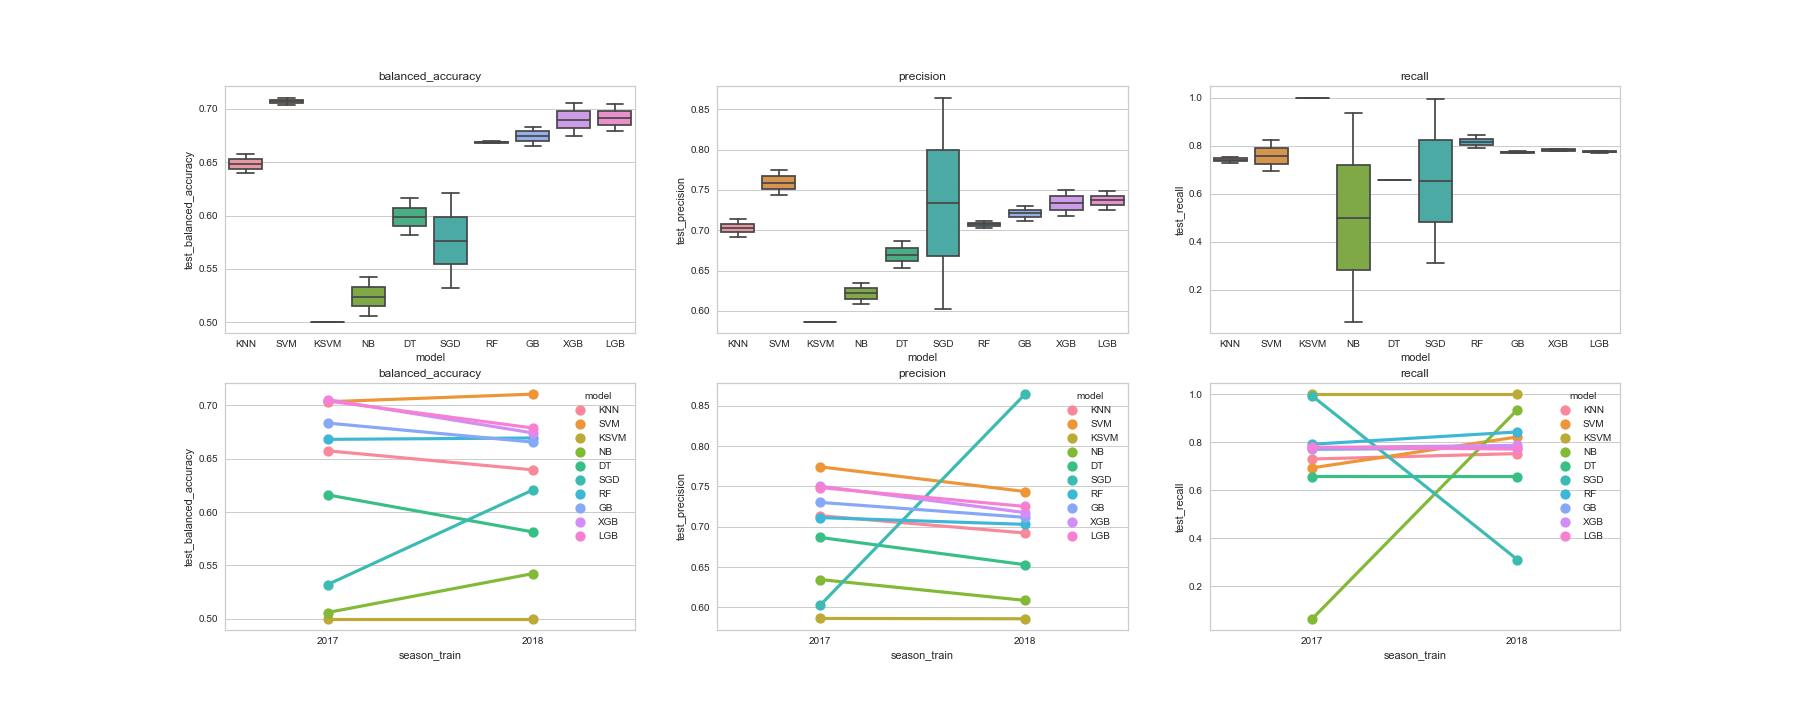 balanced_accuracy
test_balanced_accuracy
0.70
0.65
0.60
0.55
0.50
KNN SVM KSVM NB DT SGD RF GB XGB LGB
model
precision
test_precision
0.85
0.80
0.75
0.70
0.65
0.60
KNN SVM KSVM NB DT SGD RF GB XGB LGB
model
recall
test_recall
1.0
0.8
0.6
0.4
0.2
KNN SVM KSVM NB DT SGD RF GB XGB LGB
model
balanced_accuracy
test_balanced_accuracy
0.70
0.65
0.60
0.55
0.50
model
KNN
SVM
KSVM
NB
DT
SGD
RF
GB
XGB
LGB
2017 2018
season_train
precision
test_precision
0.85
0.80
0.75
0.70
0.65
0.60
model
KNN
SVM
KSVM
NB
DT
SGD
RF
GB
XGB
LGB
2017 2018
season_train
recall
test_recall
1.0
0.8
0.6
0.4
0.2
model
KNN
SVM
KSVM
NB
DT
SGD
RF
GB
XGB
LGB
2017 2018
season_train